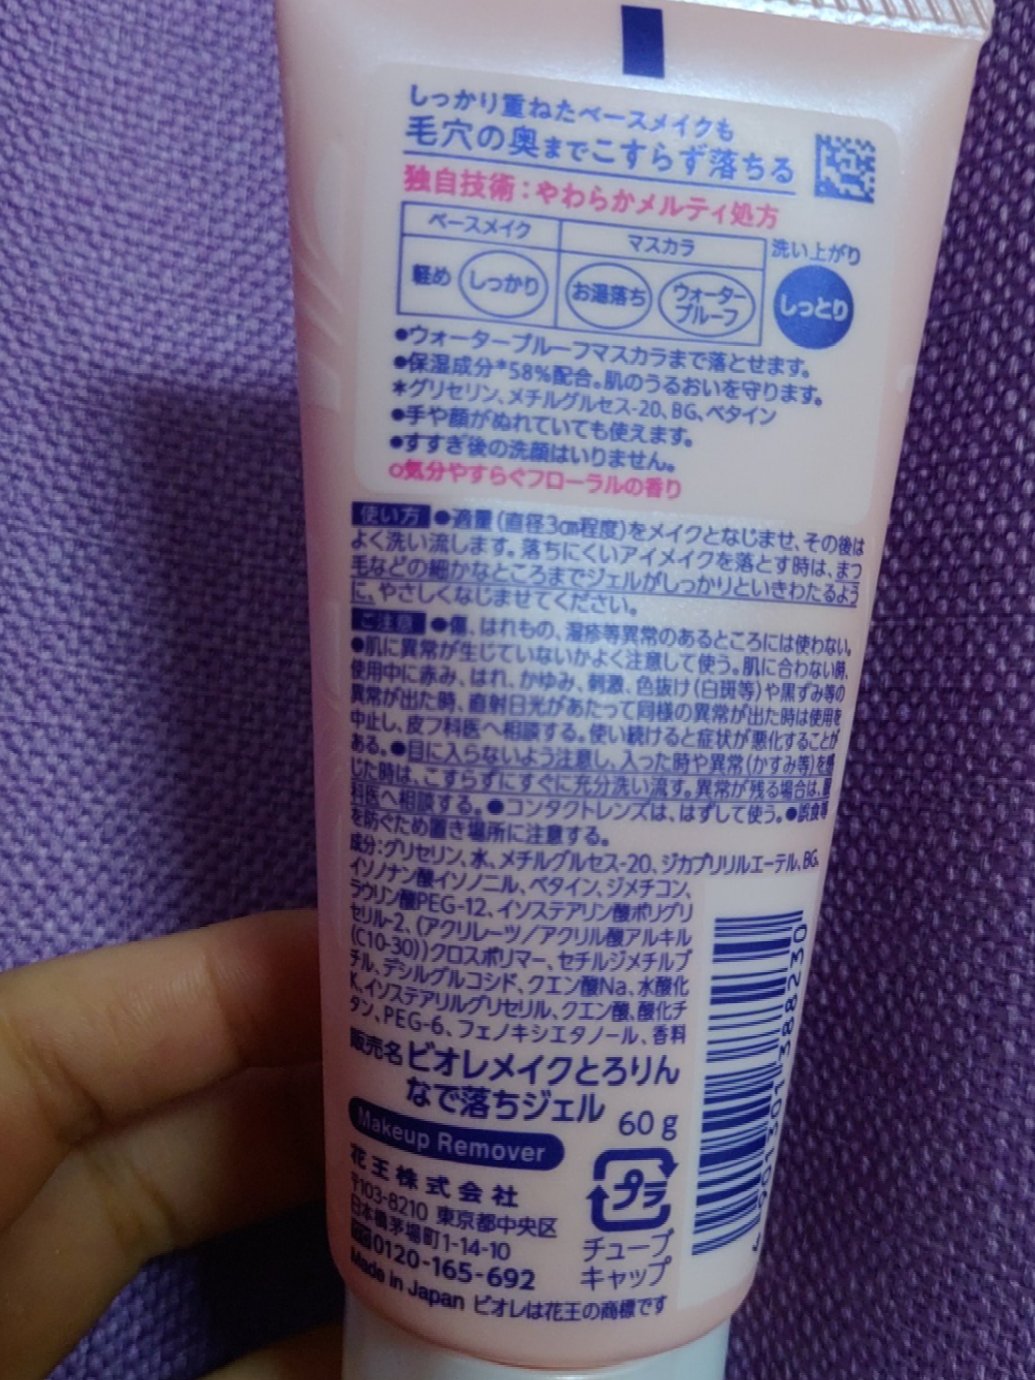 しっかり重ねたベースメイクも
毛穴の奥までこすらず落ちる
独自技術：やわらかメルティ処方
ベースメイク マスカラ 洗い上がり
軽め しっかり お湯落ち ウォータープルーフ しっとり
●ウォータープルーフマスカラまで落とせます。
●保湿成分*58%配合。肌のうるおいを守ります。
*グリセリン、メチルグルセス-20、BG、ベタイン
●手や顔がぬれていても使えます。
●すすぎ後の洗顔はいりません。
○気分やすらぐフローラルの香り
使い方 ●適量(直径3cm程度)をメイクとなじませ、その後は
よく洗い流します。落ちにくいアイメイクを落とす時は、まつ
毛などの細かなところまでジェルがしっかりといきわたるよう
に、やさしくなじませてください。
ご注意 ●傷、はれもの、湿疹等異常のあるところには使わない。
●肌に異常が生じていないかよく注意して使う。肌に合わない時、
使用中に赤み、はれ、かゆみ、刺激、色抜け(白斑等)や黒ずみ等の
異常が出た時、直射日光があたって同様の異常が出た時は使用を
中止し、皮フ科医へ相談する。使い続けると症状が悪化することが
ある。●目に入らないよう注意し、入った時や異常(かすみ等)を感
じた時は、こすらずにすぐに充分洗い流す。異常が残る場合は、眼
科医へ相談する。●コンタクトレンズは、はずして使う。●誤食等
を防ぐため置き場所に注意する。
成分：グリセリン、水、メチルグルセス-20、ジカプリリルエーテル、BG、
イソノナン酸イソノニル、ベタイン、ジメチコン、
ラウリン酸PEG-12、イソステアリン酸ポリグリ
セリル-2、(アクリレーツ/アクリル酸アルキル
(C10-30))クロスポリマー、セチルジメチルブ
チル、デシルグルコシド、クエン酸Na、水酸化
K、イソステアリルグリセリル、クエン酸、酸化チ
タン、PEG-6、フェノキシエタノール、香料
販売名 ビオレメイクとろりん
なで落ちジェル 60g
Makeup Remover
花王株式会社
〒103-8210 東京都中央区
日本橋茅場町1-14-10
0120-165-692
Made in Japan ビオレは花王の商標です
プラ
チューブ
キャップ
4 901301 388230